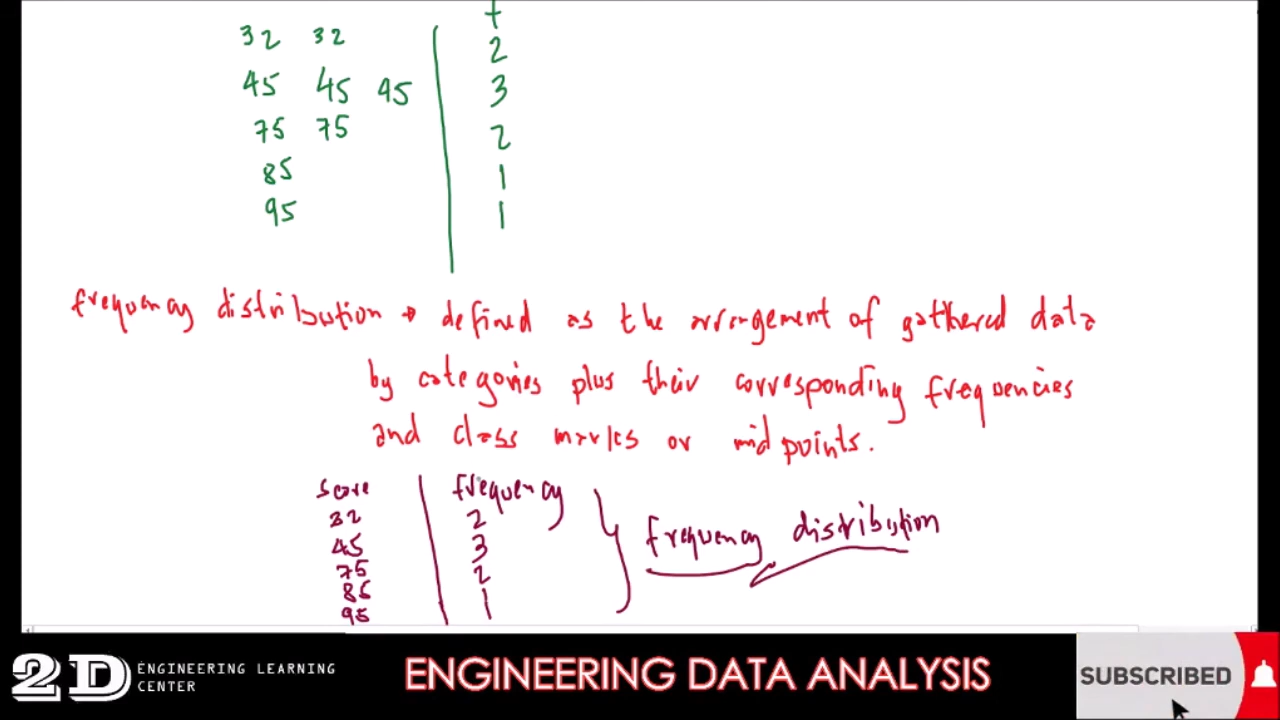 f
32 32 2
45 45 45 3
75 75 2
85 1
95 1
frequency distribution → defined as the arrangement of gathered data
by categories plus their corresponding frequencies
and class marks or midpoints.
Score frequency
32 2
45 3
75 2
85 1
95
frequency distribution
2D ENGINEERING LEARNING
CENTER
ENGINEERING DATA ANALYSIS
SUBSCRIBED